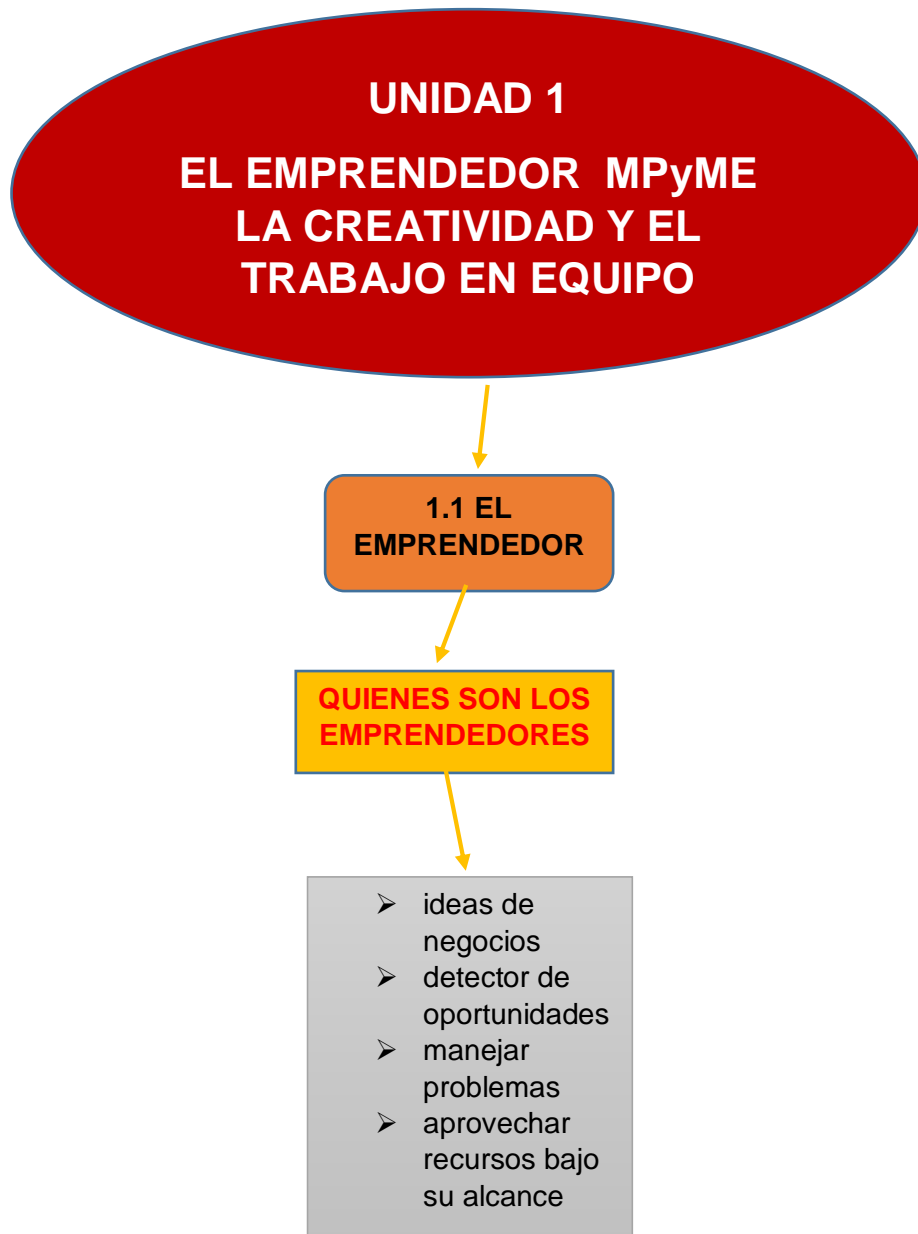 UNIDAD 1
EL EMPRENDEDOR MPyME
LA CREATIVIDAD Y EL
TRABAJO EN EQUIPO
1.1 EL
EMPRENDEDOR
QUIENES SON LOS
EMPRENDEDORES
➢ ideas de
negocios
➢ detector de
oportunidades
➢ manejar
problemas
➢ aprovechar
recursos bajo
su alcance